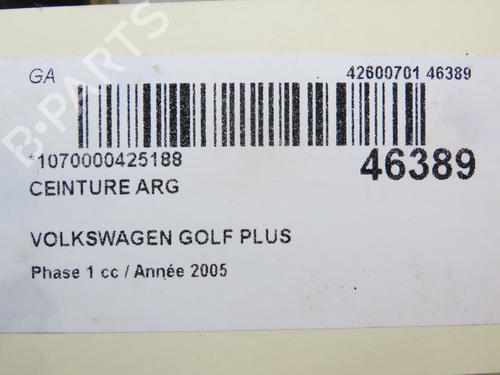 GA
42600701 46389
*1070000425188
46389
CEINTURE ARG
VOLKSWAGEN GOLF PLUS
Phase 1 cc / Année 2005
B-PARTS